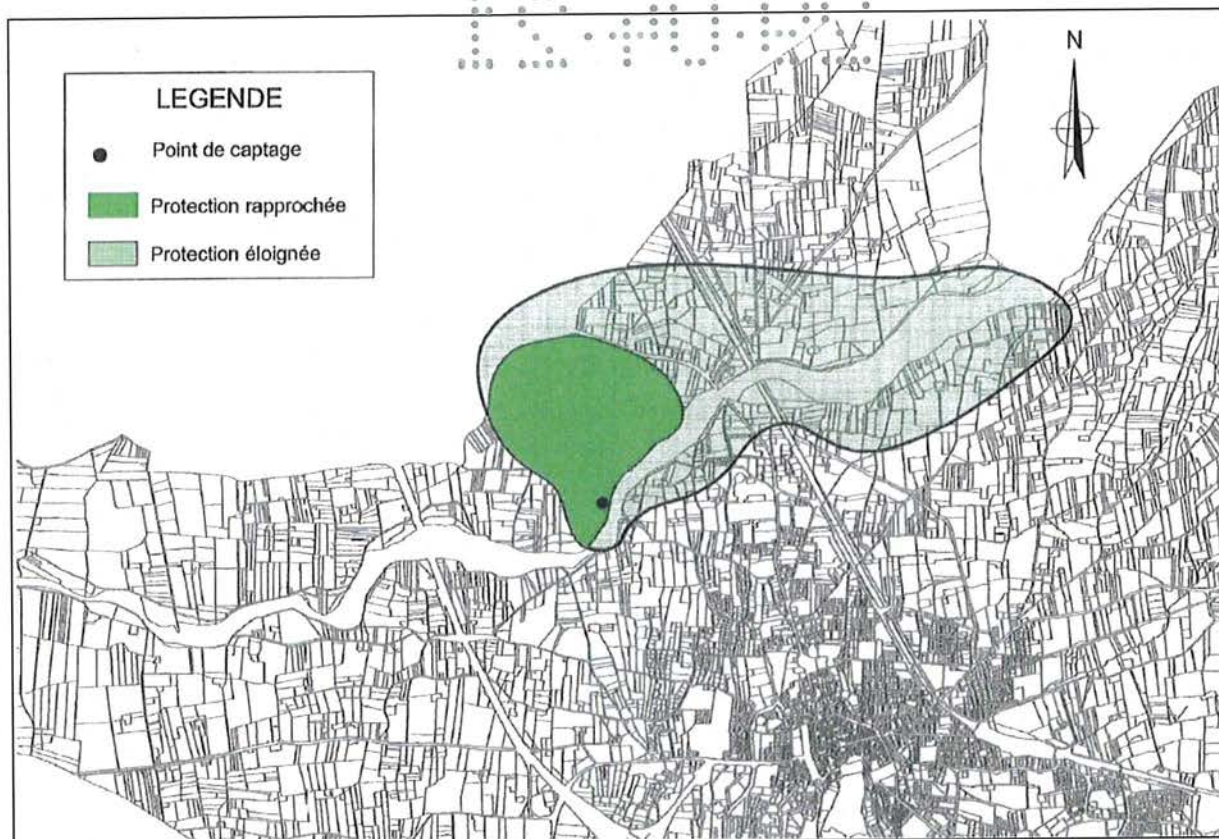 N
LEGENDE
Point de captage
Protection rapprochée
Protection éloignée